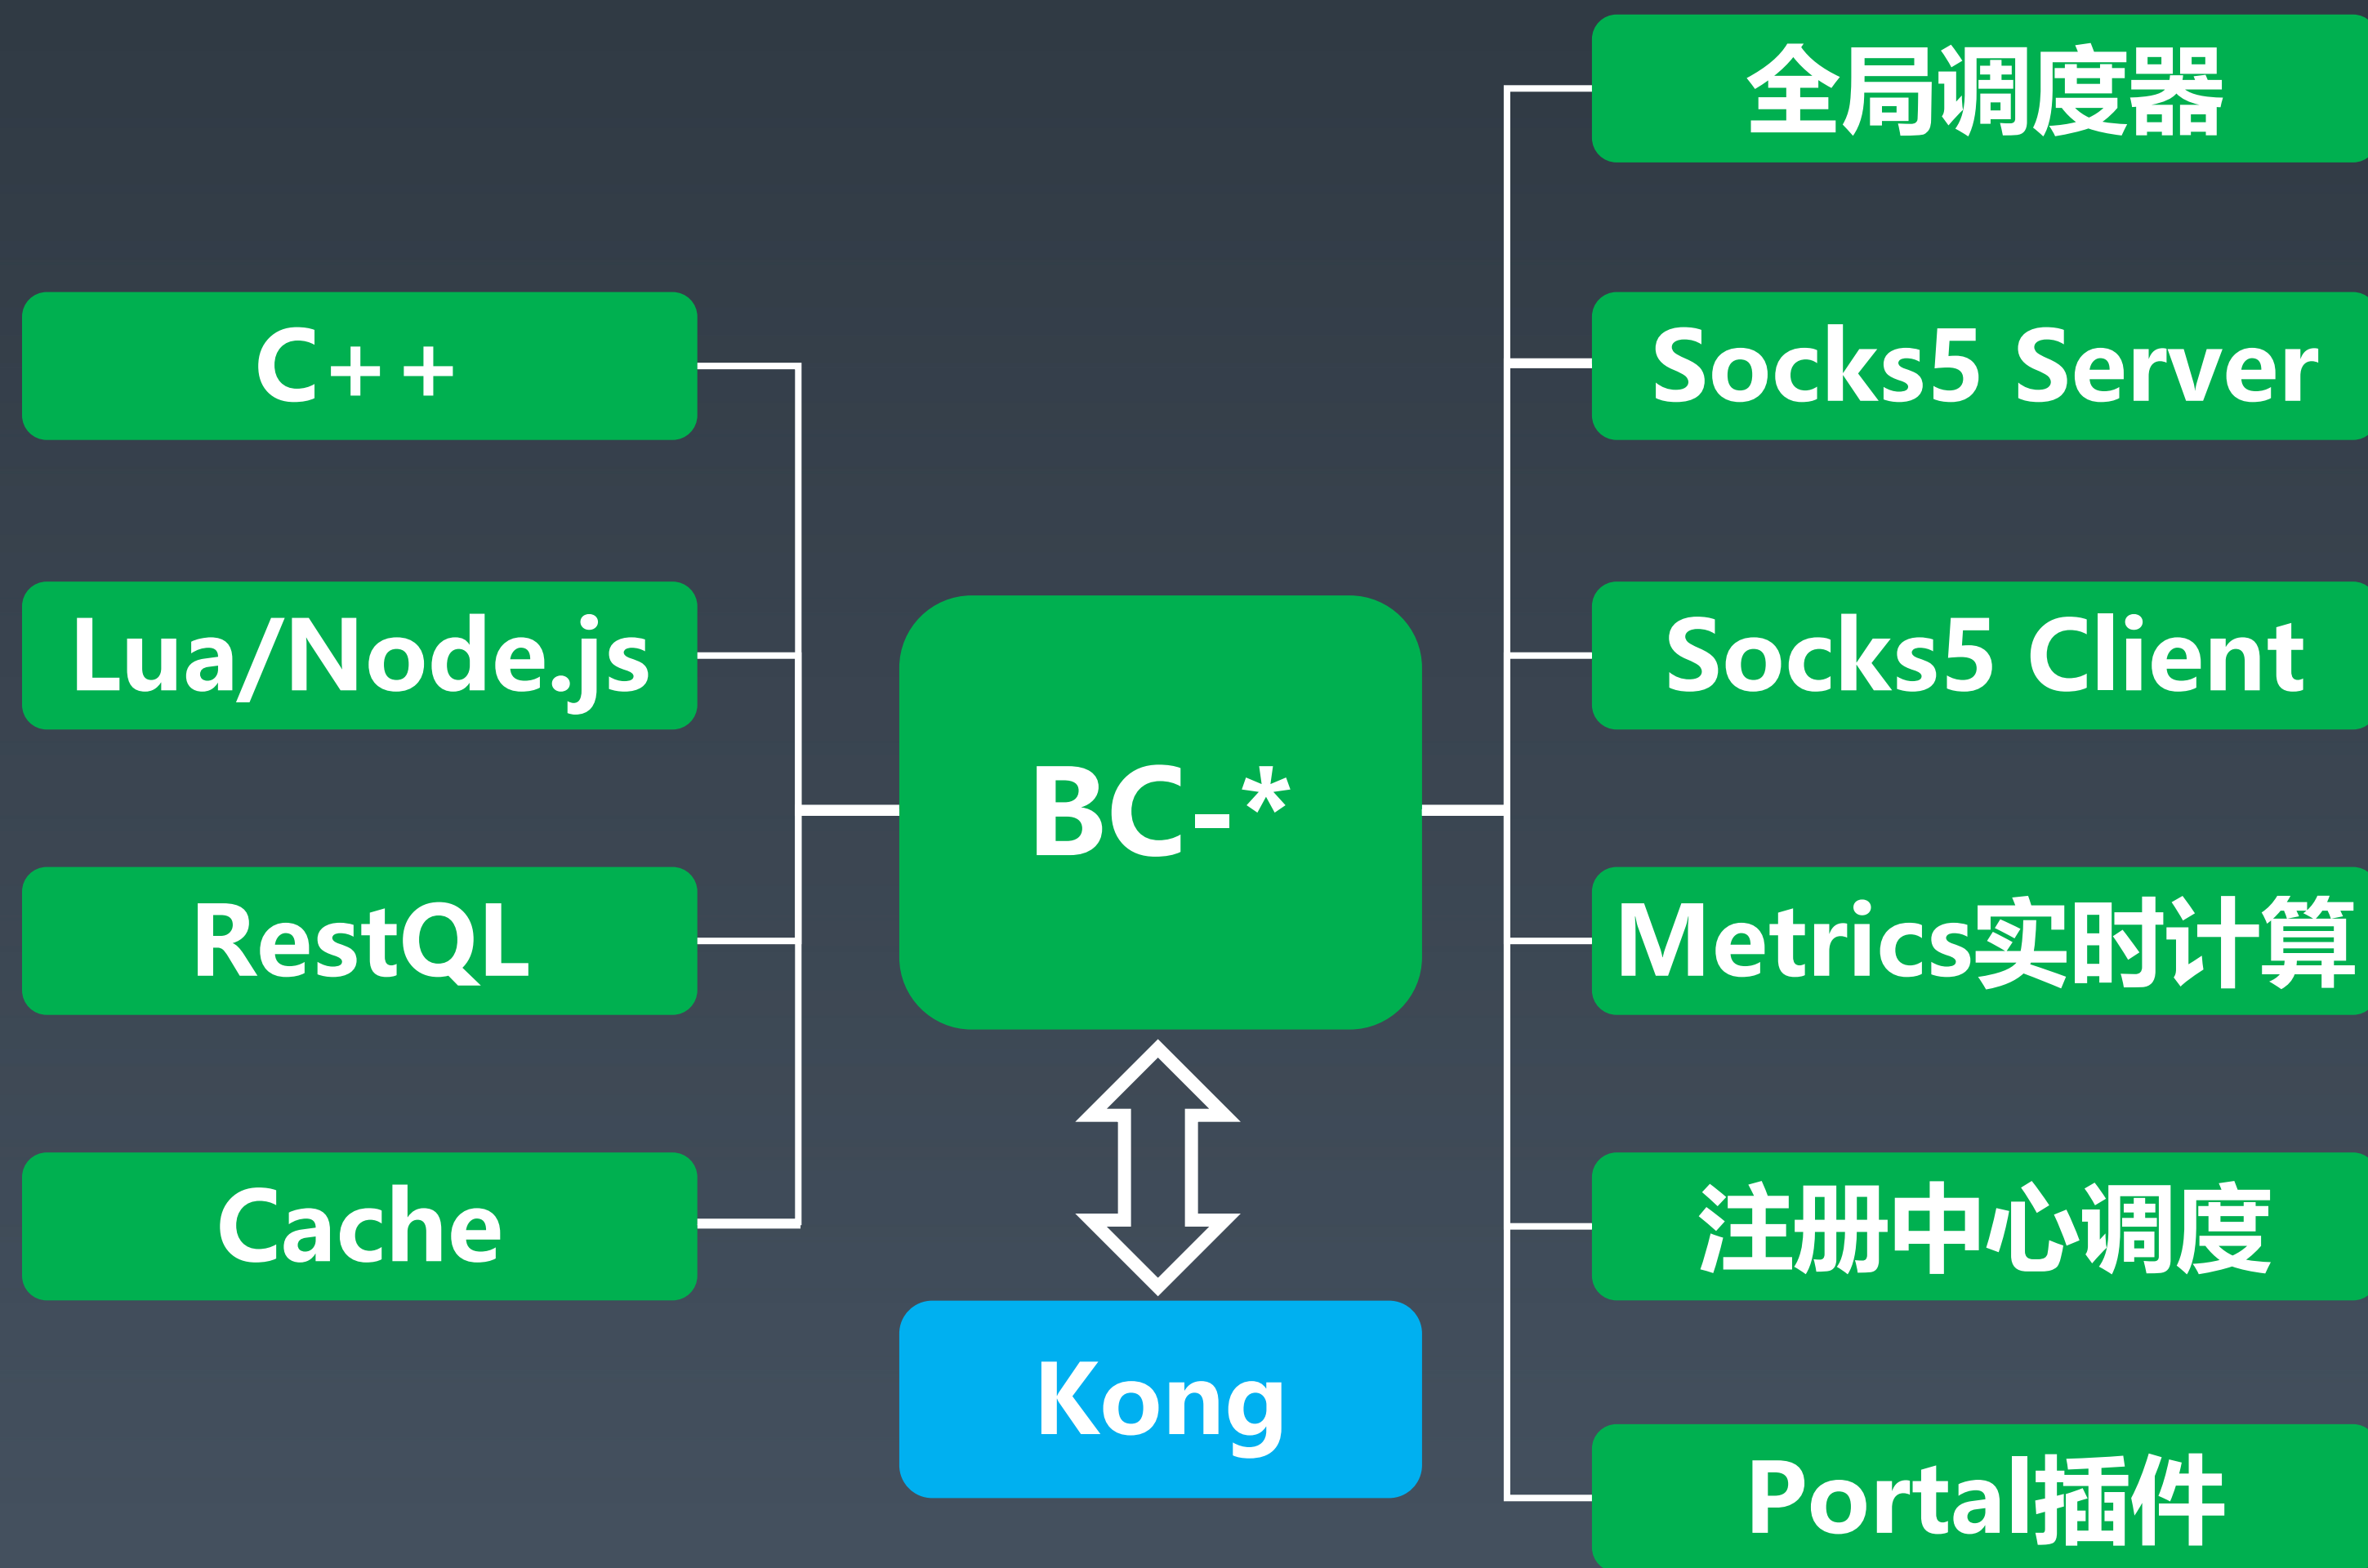 C++
Lua/Node.js
RestQL
Cache
BC-*
Kong
全局调度器
Socks5 Server
Socks5 Client
Metrics实时计算
注册中心调度
Portal插件